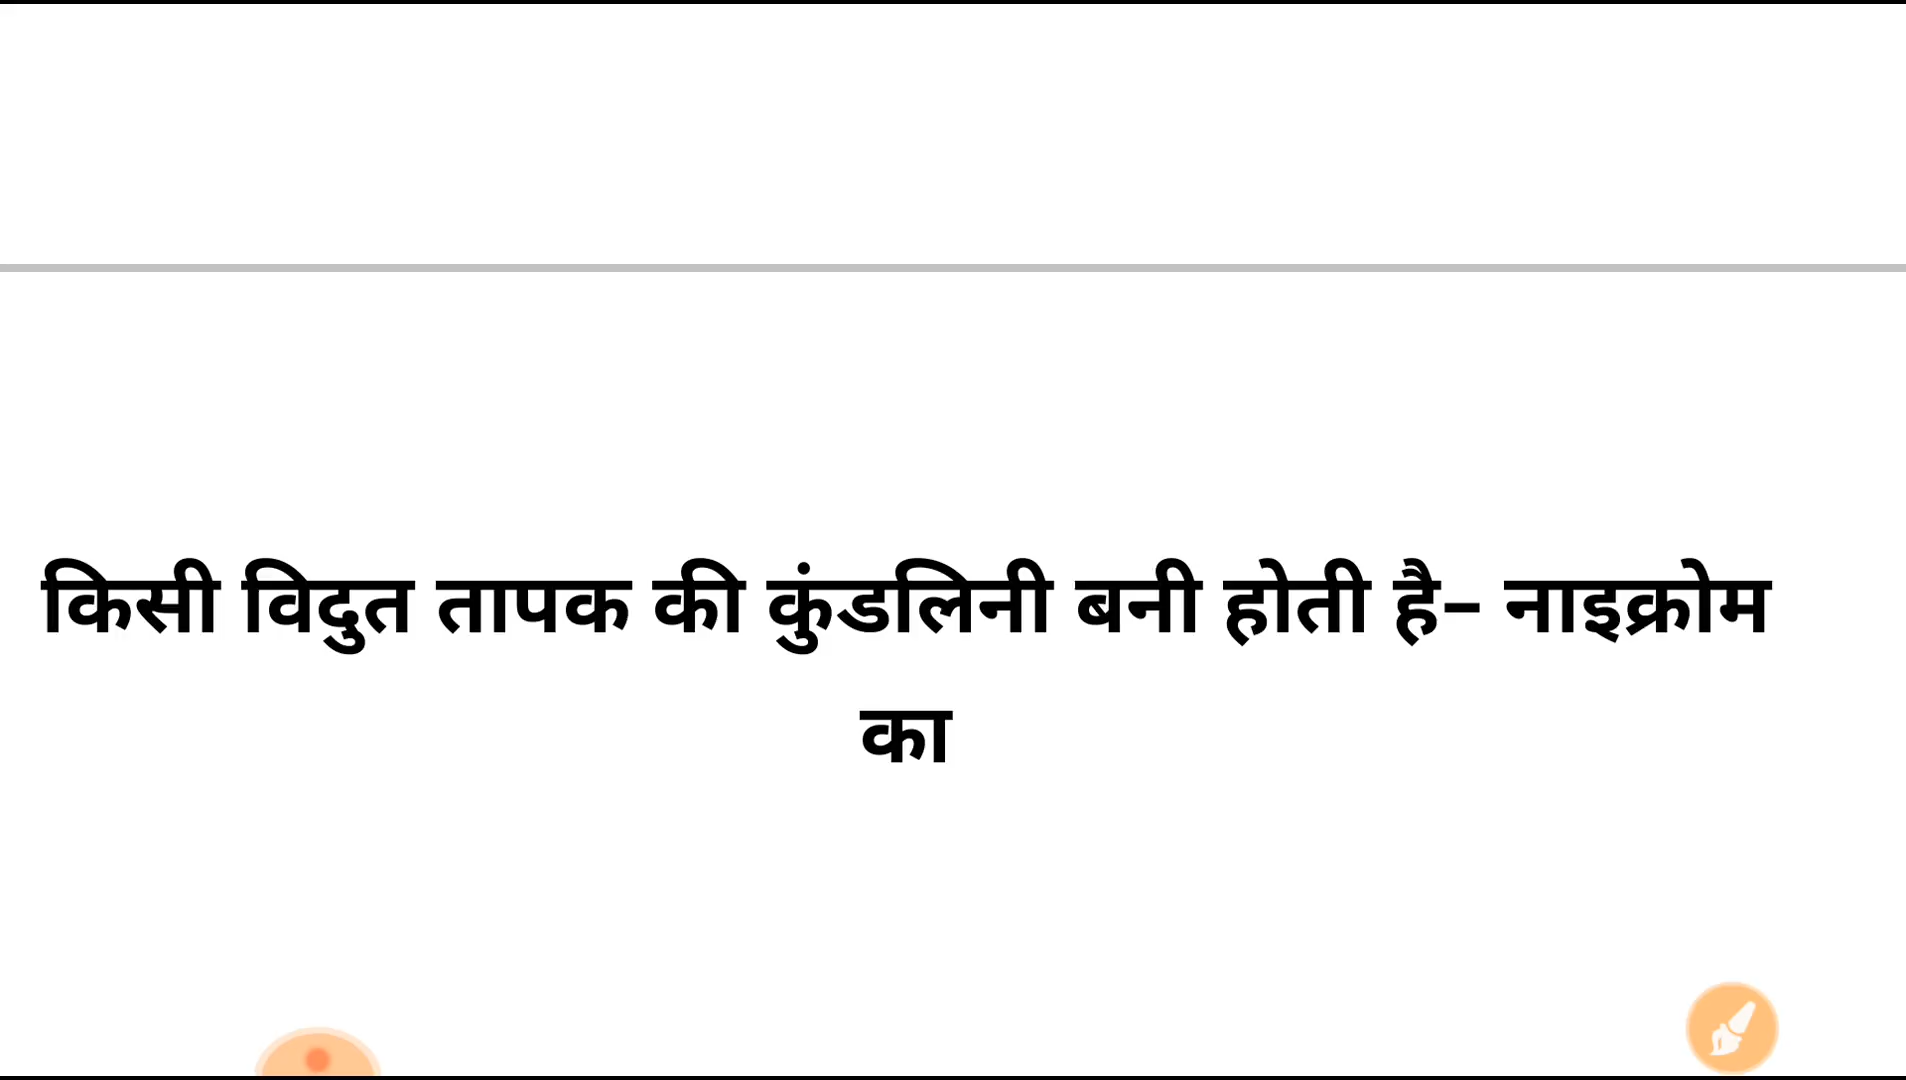 किसी विदुत तापक की कुंडलिनी बनी होती है– नाइक्रोम
का